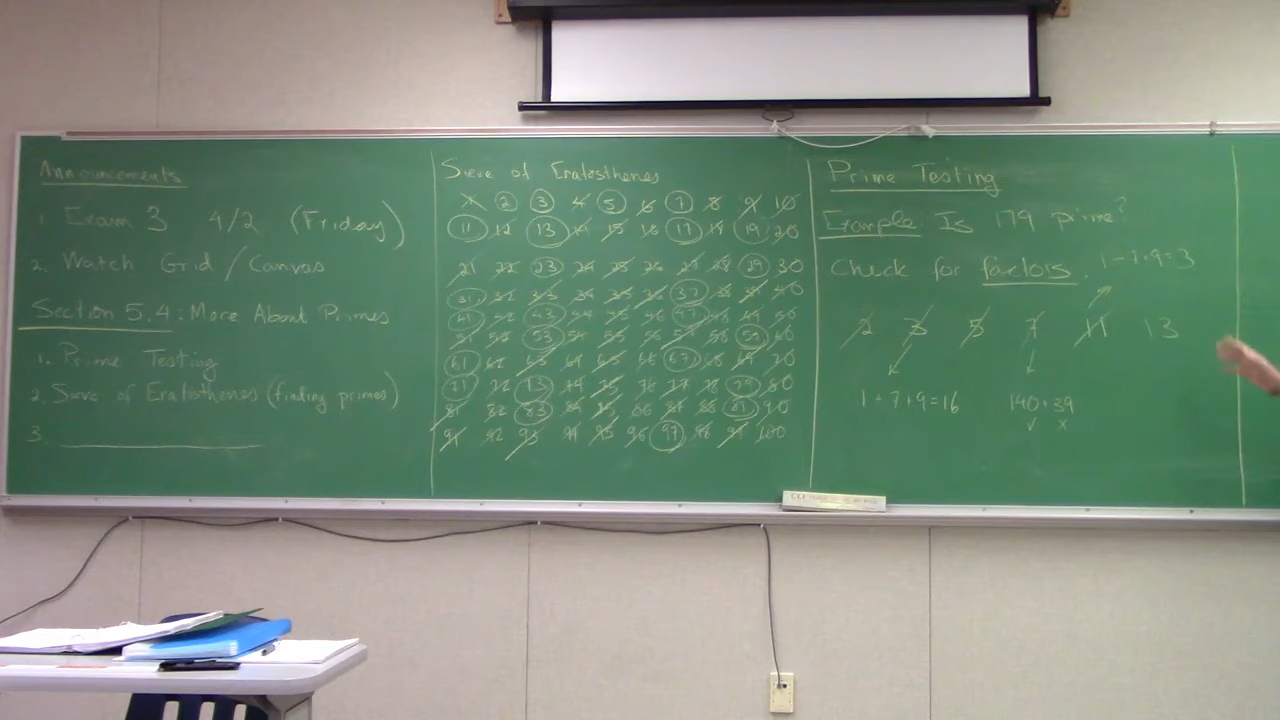 Announcements
1. Exam 3 4/2 (Friday)
2. Watch Grid/Canvas
Section 5.4: More About Primes
1. Prime Testing
2. Sieve of Eratosthenes (finding primes)
3.
Sieve of Eratosthenes
1 2 3 4 5 6 7 8 9 10
11 12 13 14 15 16 17 18 19 20
21 22 23 24 25 26 27 28 29 30
31 32 33 34 35 36 37 38 39 40
41 42 43 44 45 46 47 48 49 50
51 52 53 54 55 56 57 58 59 60
61 62 63 64 65 66 67 68 69 70
71 72 73 74 75 76 77 78 79 80
81 82 83 84 85 86 87 88 89 90
91 92 93 94 95 96 97 98 99 100
Prime Testing
Example: Is 179 prime?
Check for factors. 1-7+9=3
2 3 5 7 11 13
1+7+9=16 140+39
✓ x